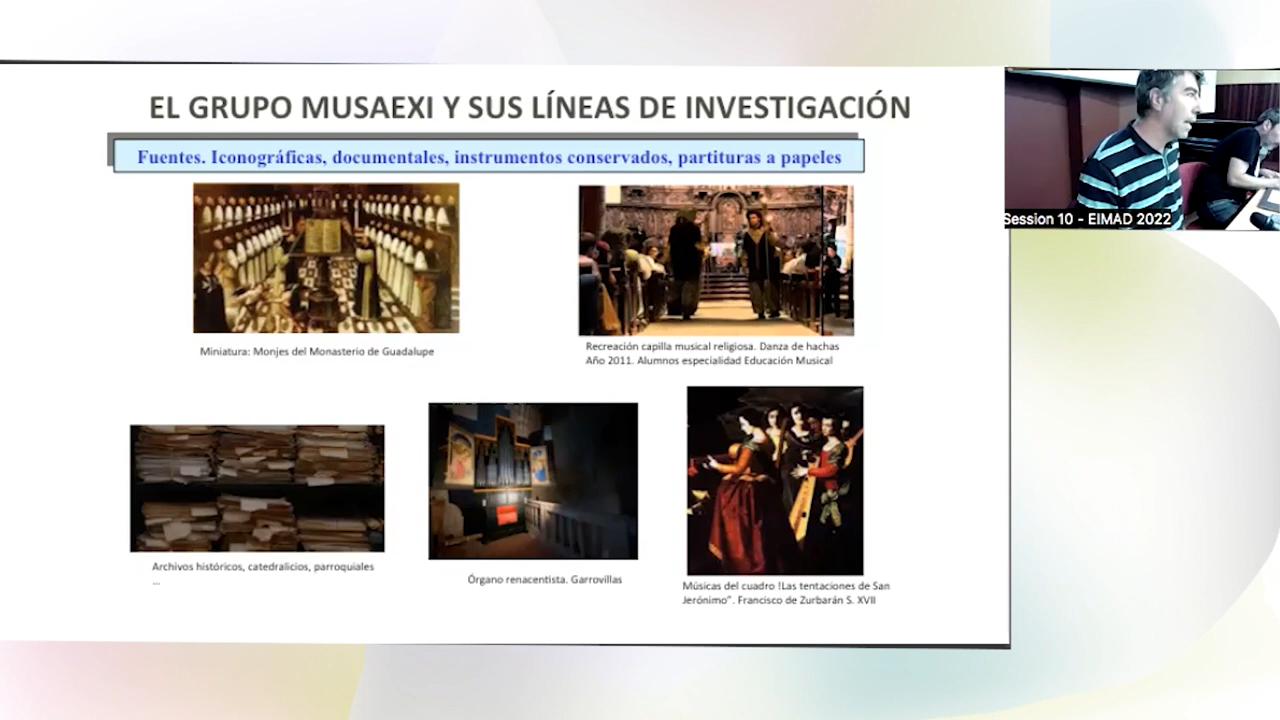 EL GRUPO MUSAEXI Y SUS LÍNEAS DE INVESTIGACIÓN
Fuentes. Iconográficas, documentales, instrumentos conservados, partituras a papeles
Session 10 - EIMAD 2022
Miniatura: Monjes del Monasterio de Guadalupe
Recreación capilla musical religiosa. Danza de hachas
Año 2011. Alumnos especialidad Educación Musical
Archivos históricos, catedralicios, parroquiales
...
Órgano renacentista. Garrovillas
Músicas del cuadro !Las tentaciones de San
Jerónimo”. Francisco de Zurbarán S. XVII